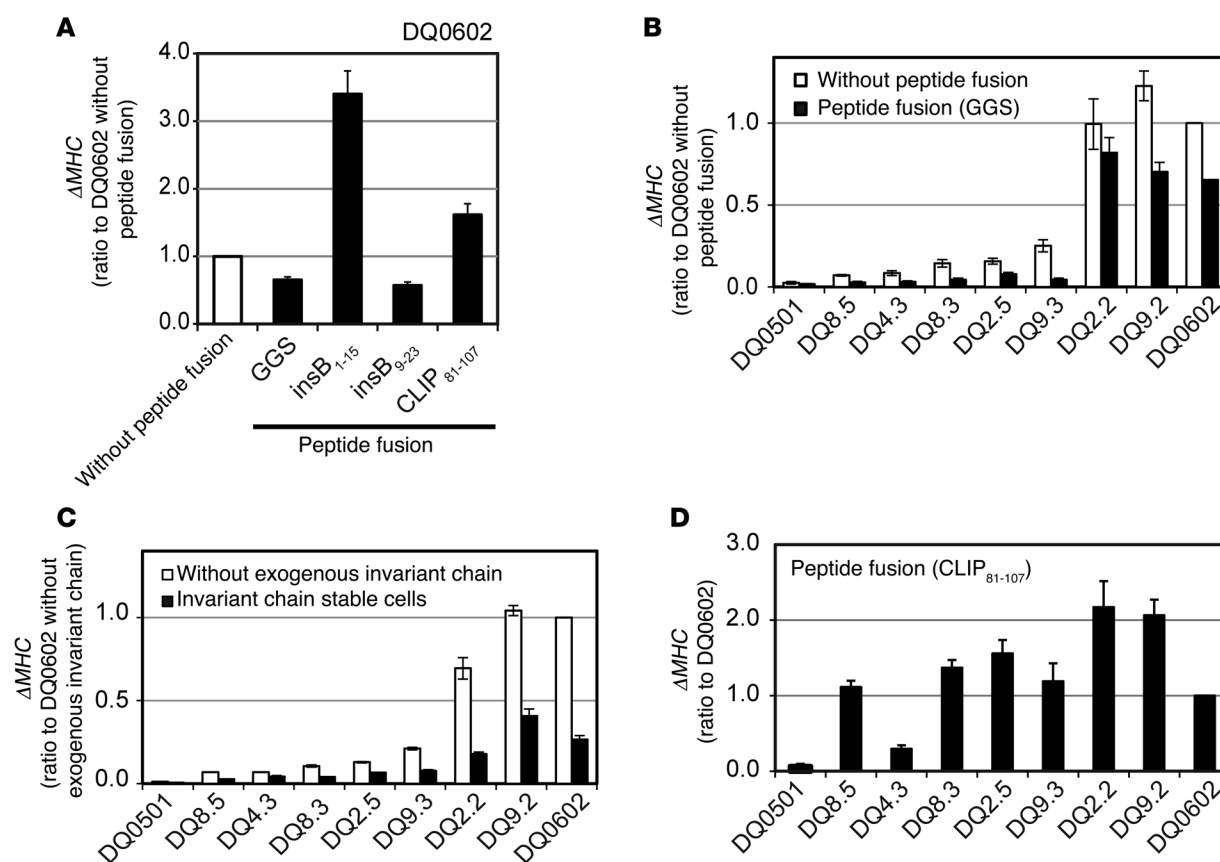 A
DQ0602
ΔMHC
(ratio to DQ0602 without
peptide fusion)
4.0
3.0
2.0
1.0
0.0
Without peptide fusion
GGS
insB1-15
insB9-23
CLIP81-107
Peptide fusion
B
Without peptide fusion
Peptide fusion (GGS)
ΔMHC
(ratio to DQ0602 without
peptide fusion)
1.0
0.5
0.0
DQ0501
DQ8.5
DQ4.3
DQ8.3
DQ2.5
DQ9.3
DQ2.2
DQ9.2
DQ0602
C
Without exogenous invariant chain
Invariant chain stable cells
ΔMHC
(ratio to DQ0602 without
exogenous invariant chain)
1.0
0.5
0.0
DQ0501
DQ8.5
DQ4.3
DQ8.3
DQ2.5
DQ9.3
DQ2.2
DQ9.2
DQ0602
D
Peptide fusion (CLIP81-107)
ΔMHC
(ratio to DQ0602)
3.0
2.0
1.0
0.0
DQ0501
DQ8.5
DQ4.3
DQ8.3
DQ2.5
DQ9.3
DQ2.2
DQ9.2
DQ0602